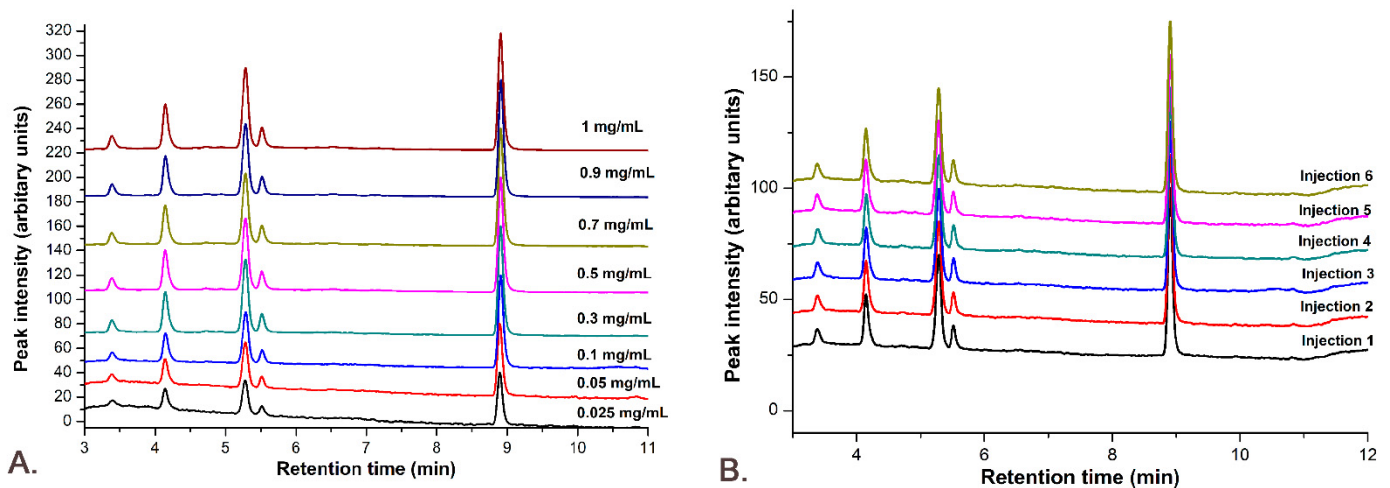 320
300
280
260
240
220
200
180
160
140
120
100
80
60
40
20
0
Peak intensity (arbitary units)
1 mg/mL
0.9 mg/mL
0.7 mg/mL
0.5 mg/mL
0.3 mg/mL
0.1 mg/mL
0.05 mg/mL
0.025 mg/mL
3 4 5 6 7 8 9 10 11
Retention time (min)
A.
150
100
50
0
Peak intensity (arbitrary units)
Injection 6
Injection 5
Injection 4
Injection 3
Injection 2
Injection 1
4 6 8 10 12
Retention time (min)
B.